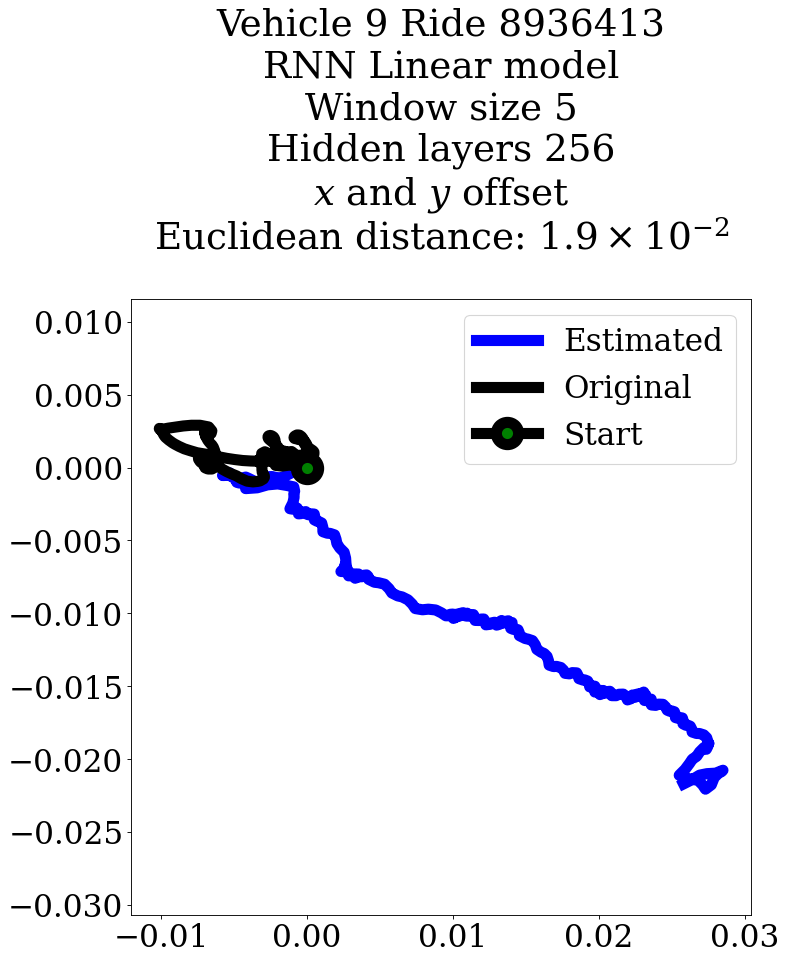 Vehicle 9 Ride 8936413
RNN Linear model
Window size 5
Hidden layers 256
x and y offset
Euclidean distance: 1.9 × 10⁻²
Estimated
Original
Start
0.010
0.005
0.000
−0.005
−0.010
−0.015
−0.020
−0.025
−0.030
−0.01 0.00 0.01 0.02 0.03